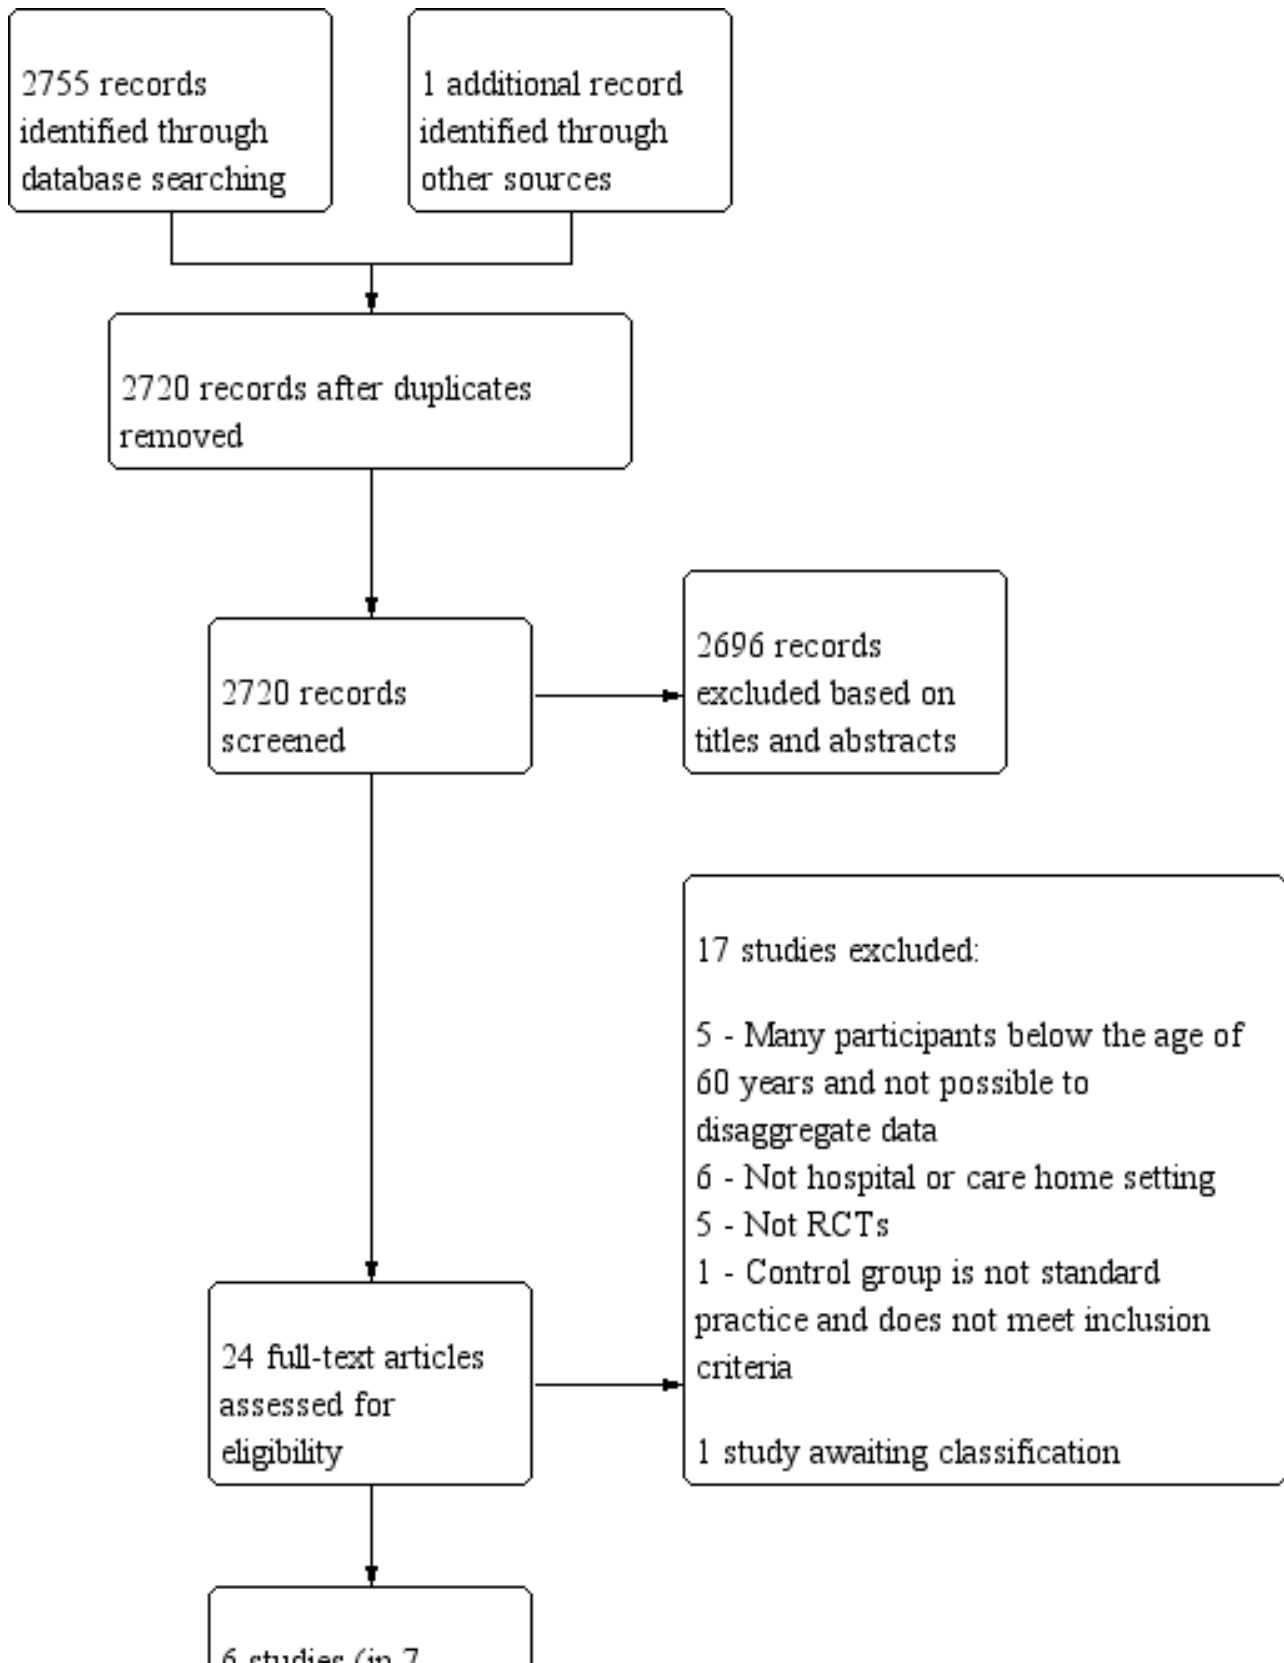 2755 records
identified through
database searching
1 additional record
identified through
other sources
2720 records after duplicates
removed
2720 records
screened
2696 records
excluded based on
titles and abstracts
17 studies excluded:
5 - Many participants below the age of
60 years and not possible to
disaggregate data
6 - Not hospital or care home setting
5 - Not RCTs
1 - Control group is not standard
practice and does not meet inclusion
criteria
1 study awaiting classification
24 full-text articles
assessed for
eligibility
6 studies (in 7